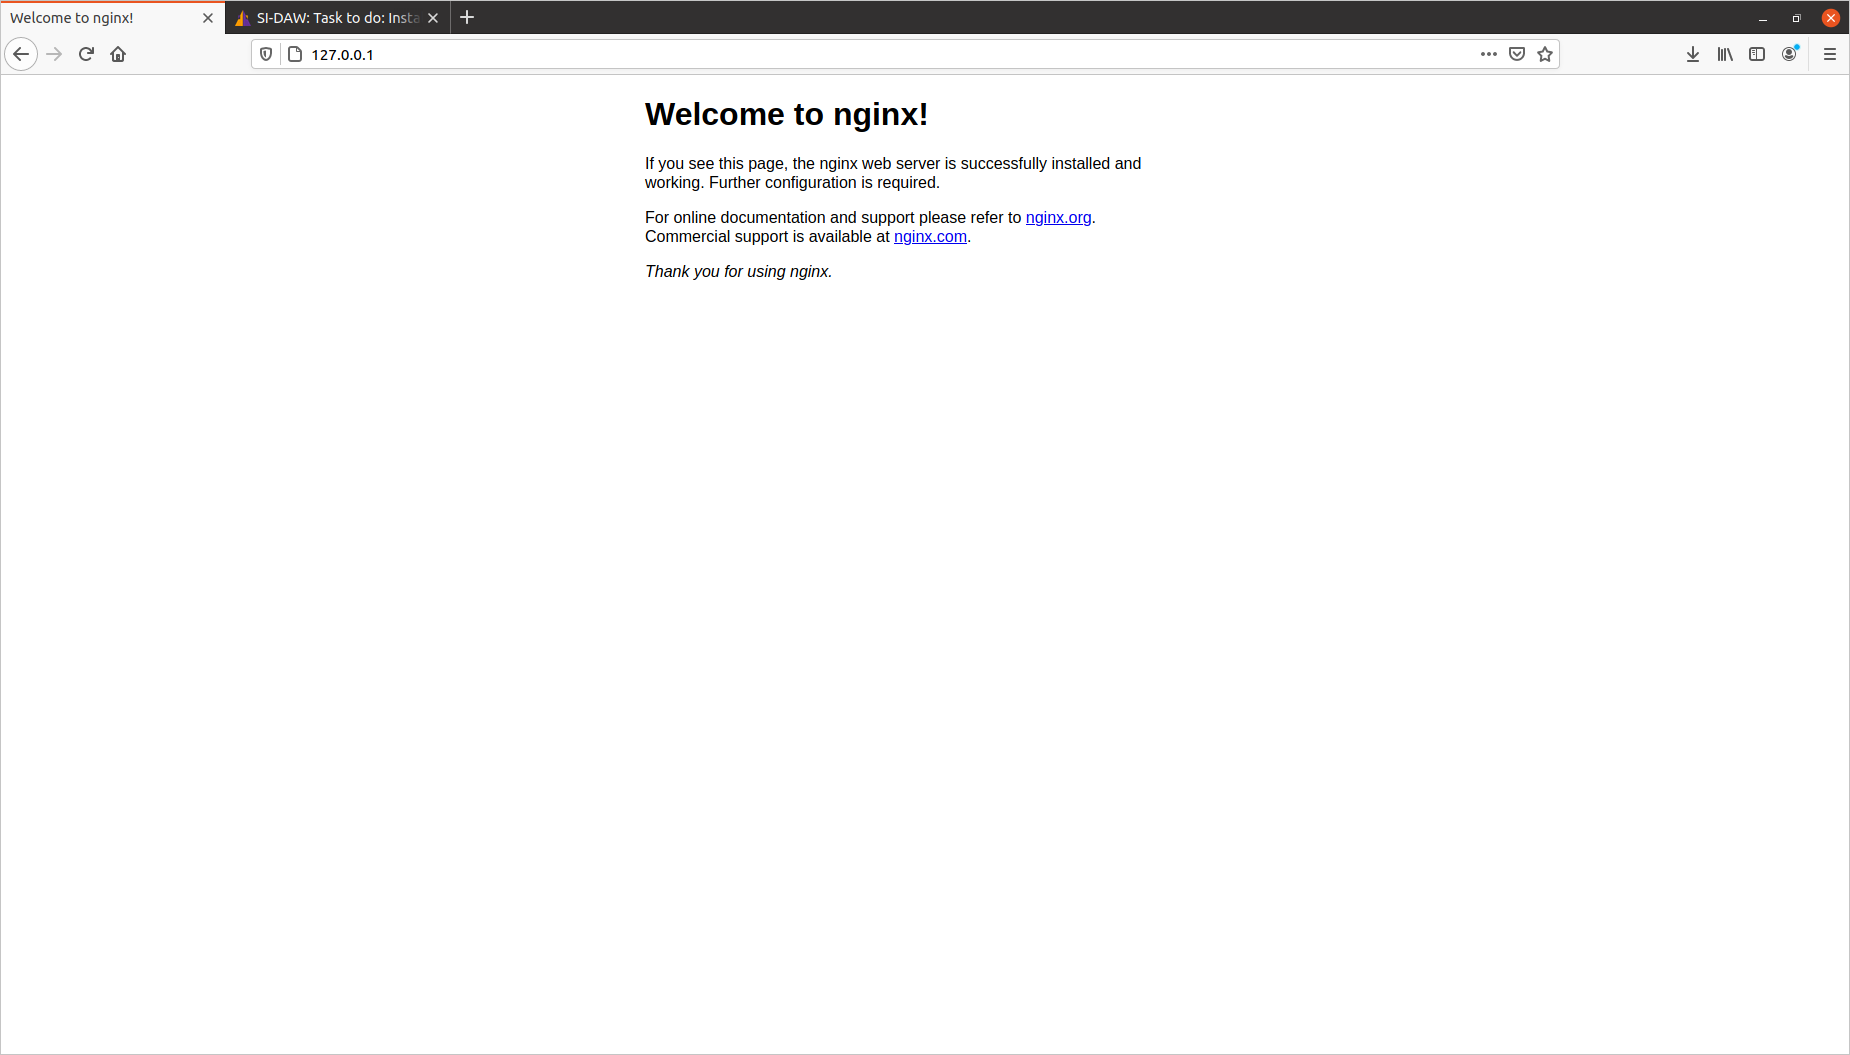 Welcome to nginx!
SI-DAW: Task to do: Insta
127.0.0.1
Welcome to nginx!
If you see this page, the nginx web server is successfully installed and
working. Further configuration is required.
For online documentation and support please refer to nginx.org.
Commercial support is available at nginx.com.
Thank you for using nginx.